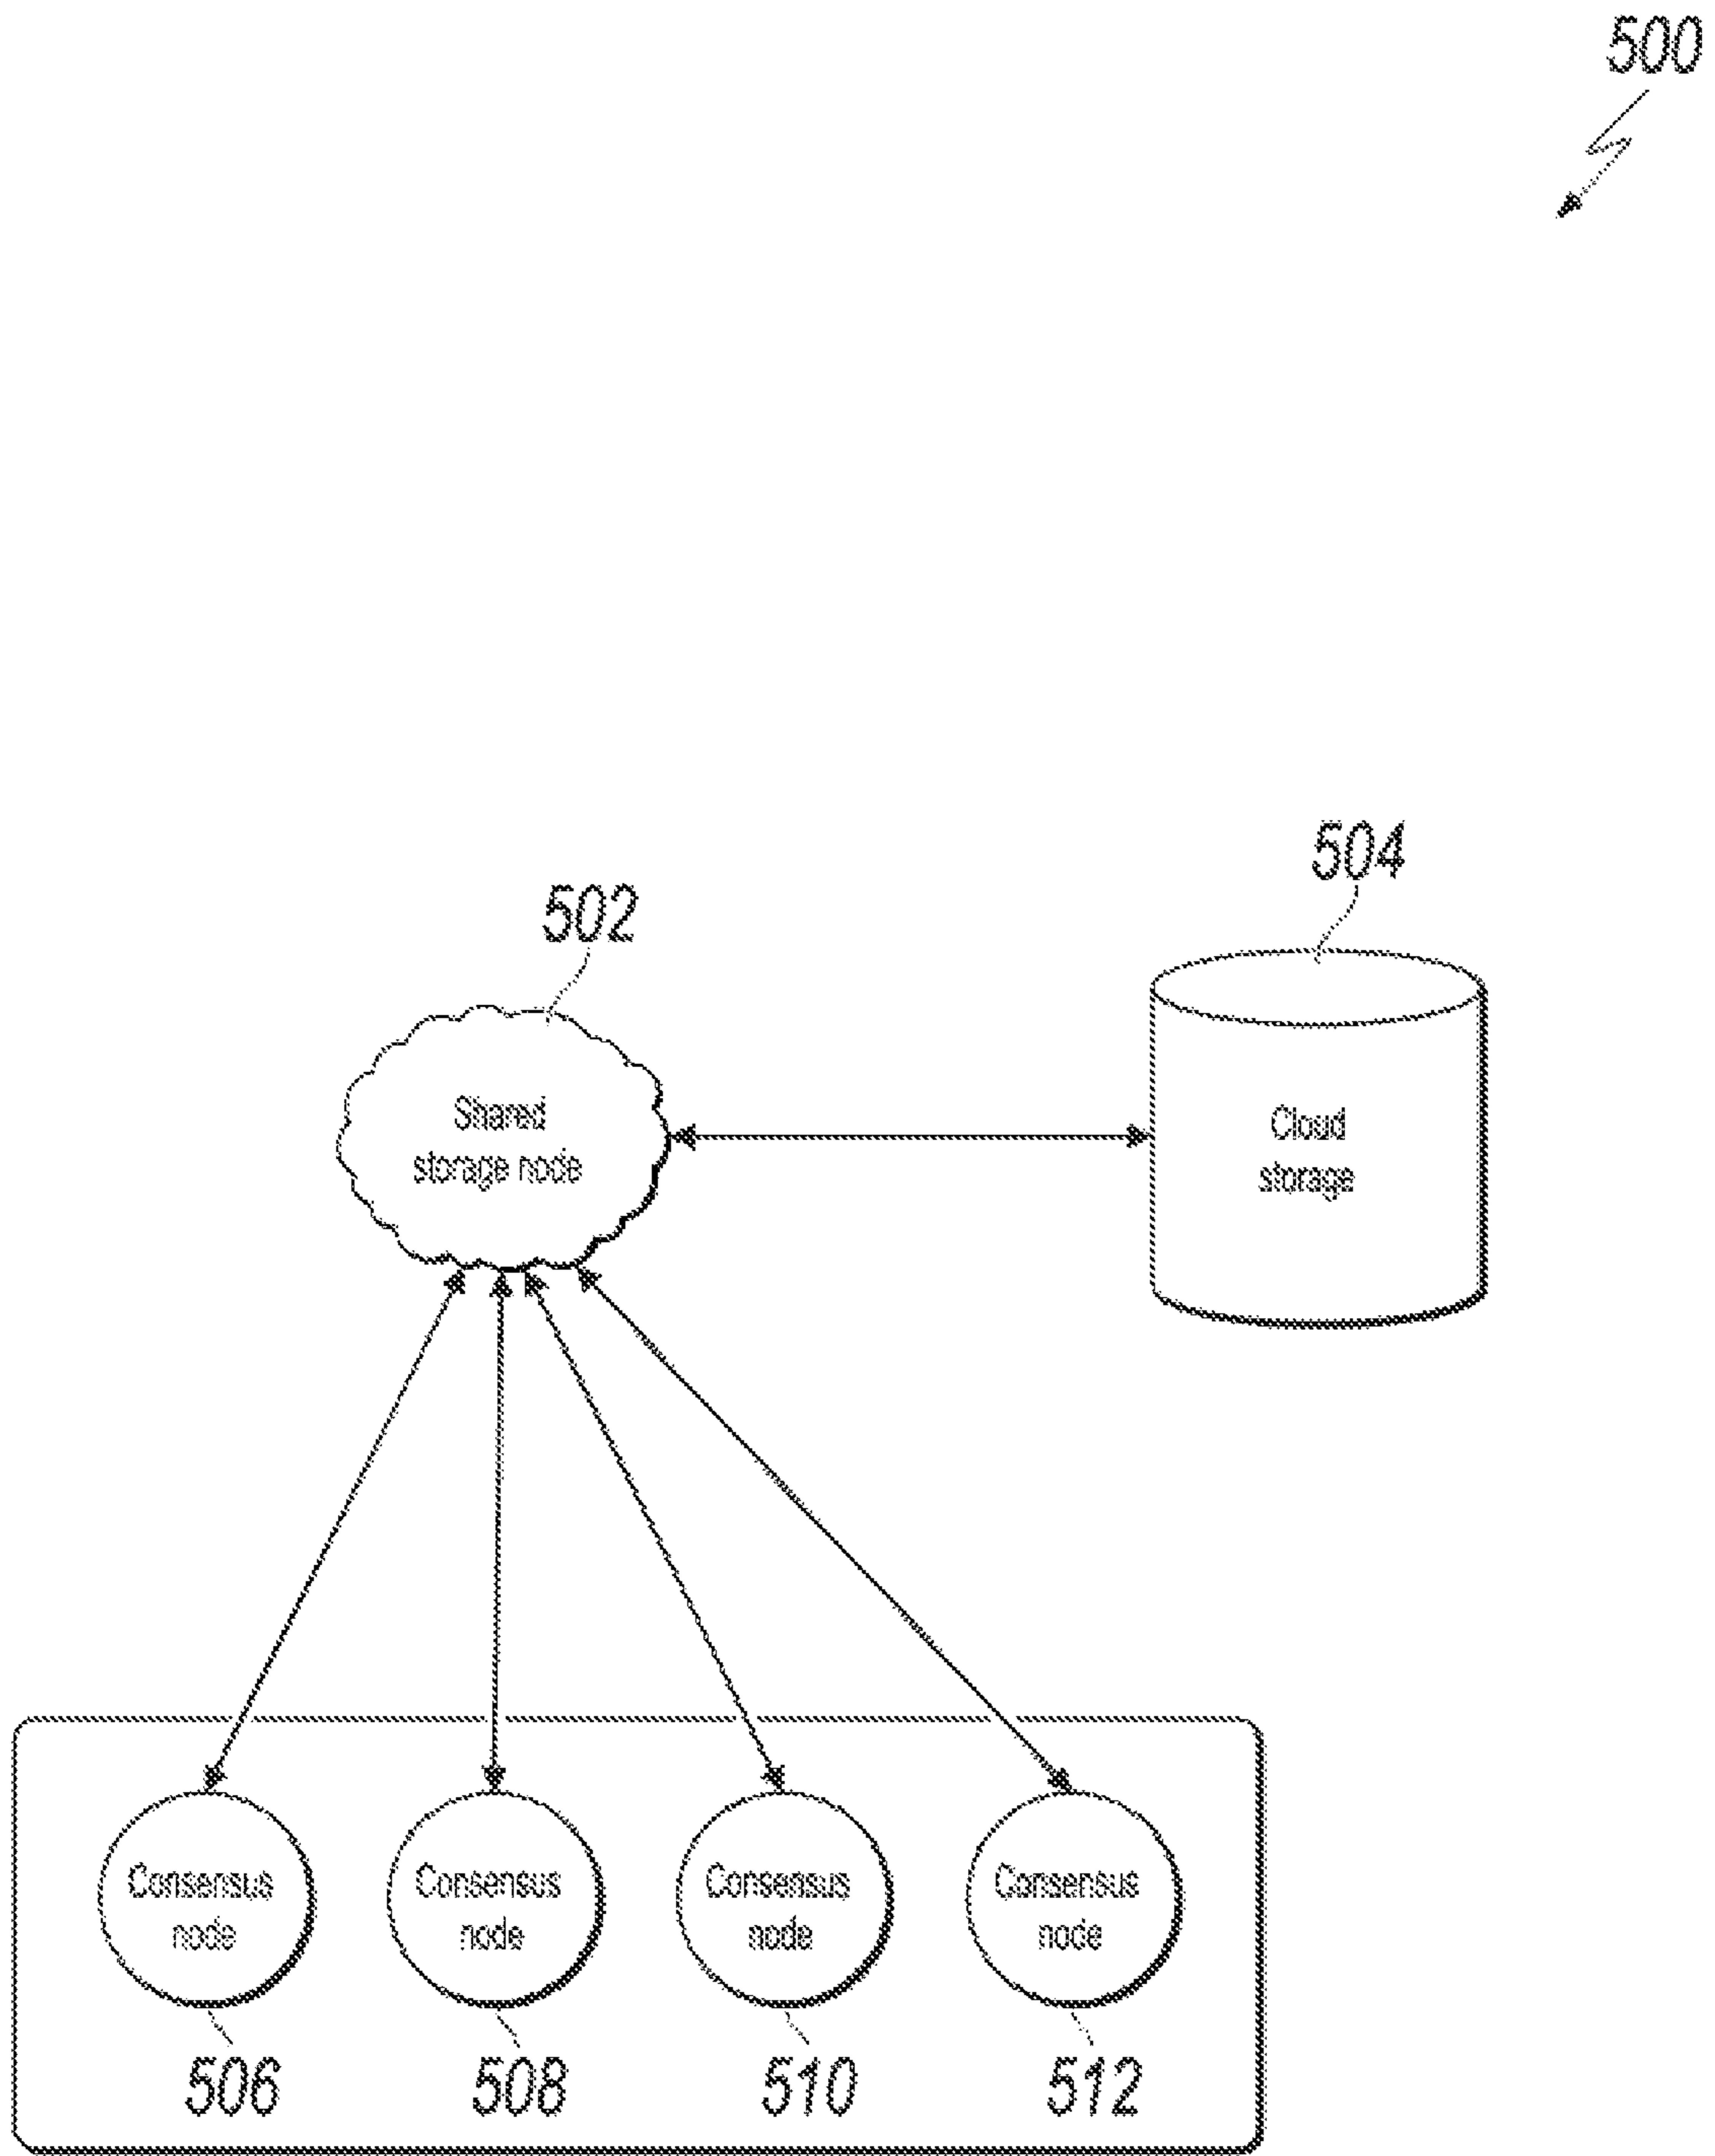 500
504
502
Shared
storage node
Cloud
storage
Consensus
node
Consensus
node
Consensus
node
Consensus
node
506
508
510
512